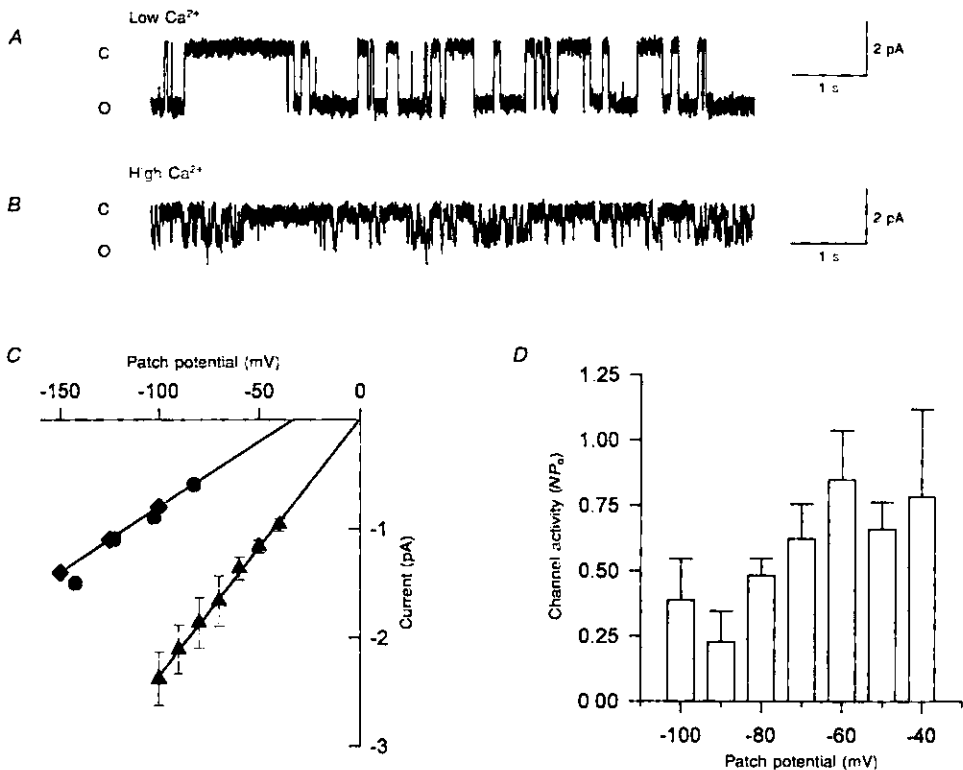 A
Low Ca²⁺
C
O
2 pA
1 s
B
High Ca²⁺
C
O
2 pA
1 s
C
Patch potential (mV)
-150 -100 -50 0
-1
-2
-3
Current (pA)
D
1.25
1.00
0.75
0.50
0.25
0.00
Channel activity (NPₒ)
-100 -80 -60 -40
Patch potential (mV)